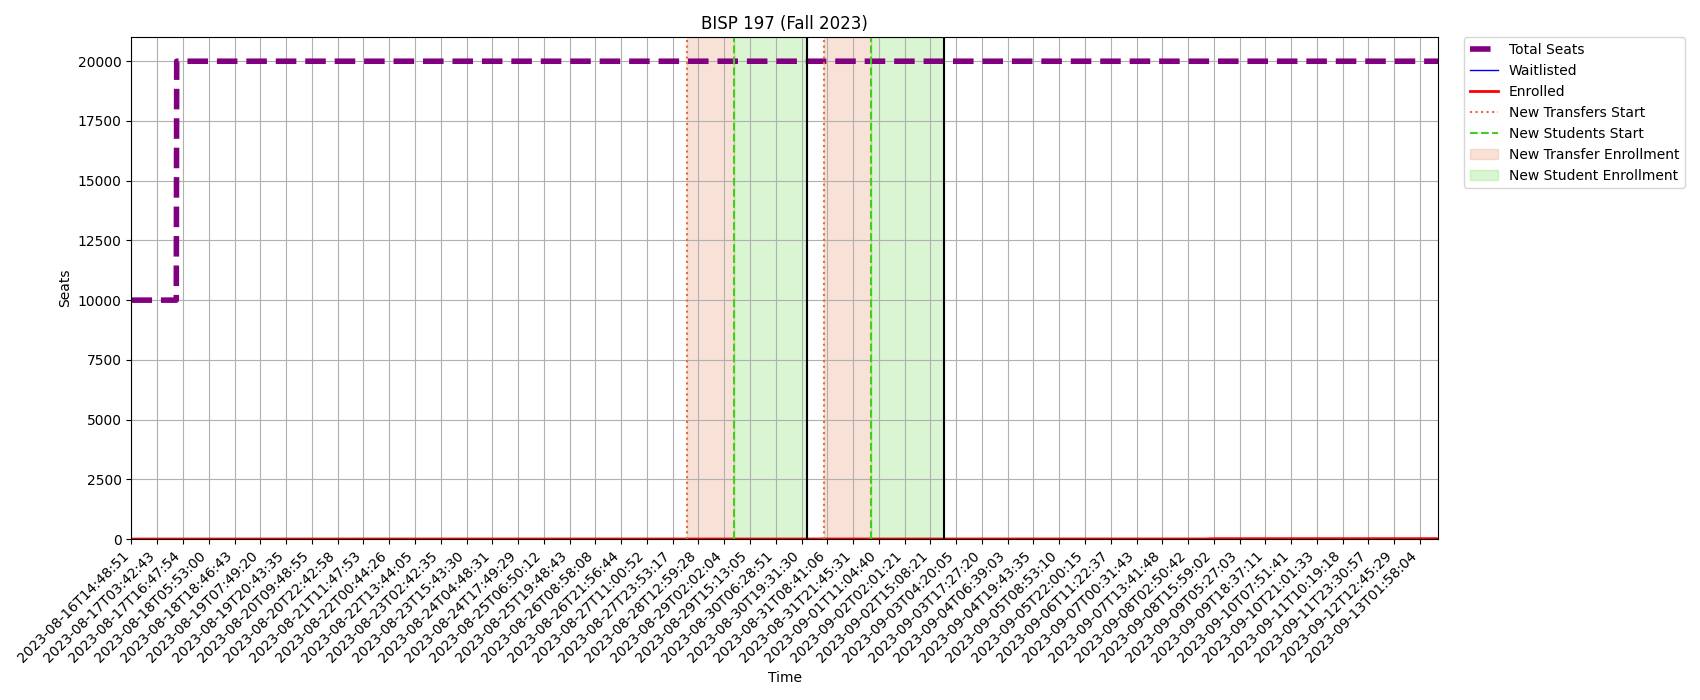 BISP 197 (Fall 2023)
Total Seats
Waitlisted
Enrolled
New Transfers Start
New Students Start
New Transfer Enrollment
New Student Enrollment
Seats
20000
17500
15000
12500
10000
7500
5000
2500
0
2023-08-16T14:48:51
2023-08-17T03:42:43
2023-08-17T16:47:54
2023-08-18T05:53:00
2023-08-18T18:46:43
2023-08-19T07:49:20
2023-08-19T20:43:35
2023-08-20T09:48:55
2023-08-20T22:42:58
2023-08-21T11:47:53
2023-08-22T00:44:26
2023-08-22T13:44:05
2023-08-23T02:42:35
2023-08-23T15:43:30
2023-08-24T04:48:31
2023-08-24T17:49:29
2023-08-25T06:50:12
2023-08-25T19:48:43
2023-08-26T08:58:08
2023-08-26T21:56:44
2023-08-27T11:00:52
2023-08-27T23:53:17
2023-08-28T12:59:28
2023-08-29T02:02:04
2023-08-29T15:13:05
2023-08-30T06:28:51
2023-08-30T19:31:30
2023-08-31T08:41:06
2023-08-31T21:45:31
2023-09-01T11:04:40
2023-09-02T02:01:21
2023-09-02T15:08:21
2023-09-03T04:20:05
2023-09-03T17:27:20
2023-09-04T06:39:03
2023-09-04T19:43:35
2023-09-05T08:53:10
2023-09-05T22:00:15
2023-09-06T11:22:37
2023-09-07T00:31:43
2023-09-07T13:41:48
2023-09-08T02:50:42
2023-09-08T15:59:02
2023-09-09T05:27:03
2023-09-09T18:37:11
2023-09-10T07:51:41
2023-09-10T21:01:33
2023-09-11T10:19:18
2023-09-11T23:30:57
2023-09-12T12:45:29
2023-09-13T01:58:04
Time